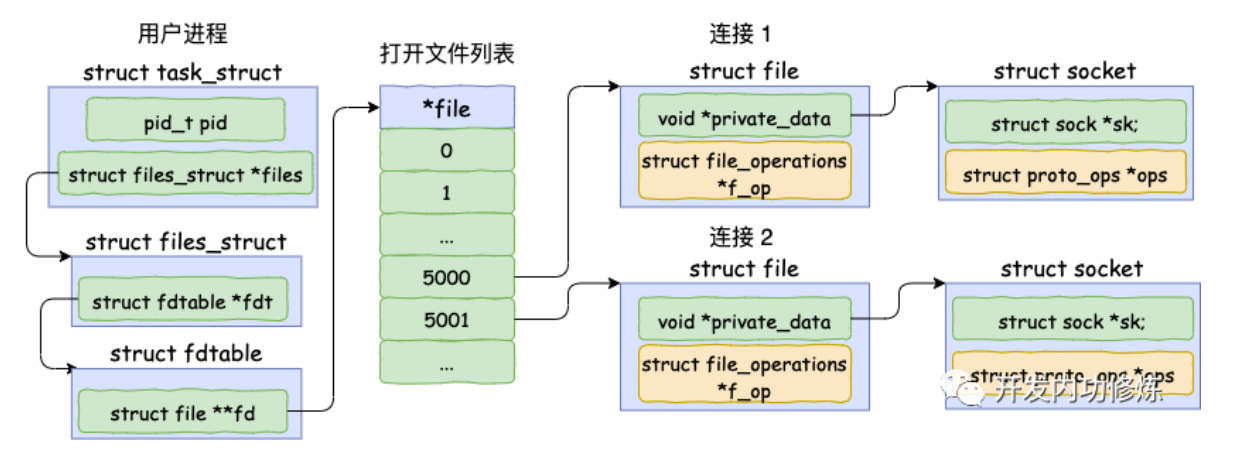 用户进程
struct task_struct
pid_t pid
struct files_struct *files
struct files_struct
struct fdtable *fdt
struct fdtable
struct file **fd
打开文件列表
*file
0
1
...
5000
5001
...
连接 1
struct file
void *private_data
struct file_operations
*f_op
struct socket
struct sock *sk;
struct proto_ops *ops
连接 2
struct file
void *private_data
struct file_operations
*f_op
struct socket
struct sock *sk;
struct proto_ops *ops
开发内功修炼